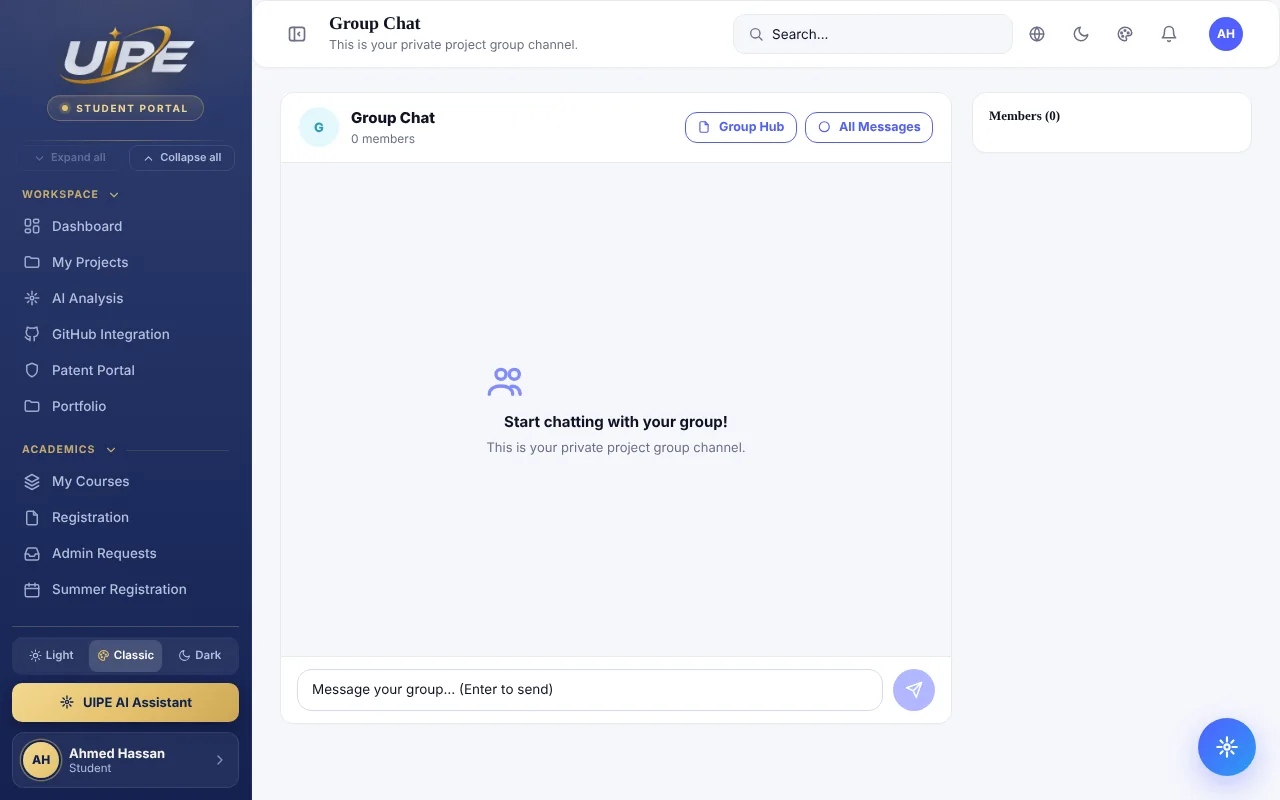 UiPE
STUDENT PORTAL
Expand all
Collapse all
WORKSPACE
Dashboard
My Projects
AI Analysis
GitHub Integration
Patent Portal
Portfolio
ACADEMICS
My Courses
Registration
Admin Requests
Summer Registration
Light
Classic
Dark
UIPE AI Assistant
AH
Ahmed Hassan
Student
Group Chat
This is your private project group channel.
Search...
AH
G
Group Chat
0 members
Group Hub
All Messages
Start chatting with your group!
This is your private project group channel.
Message your group... (Enter to send)
Members (0)